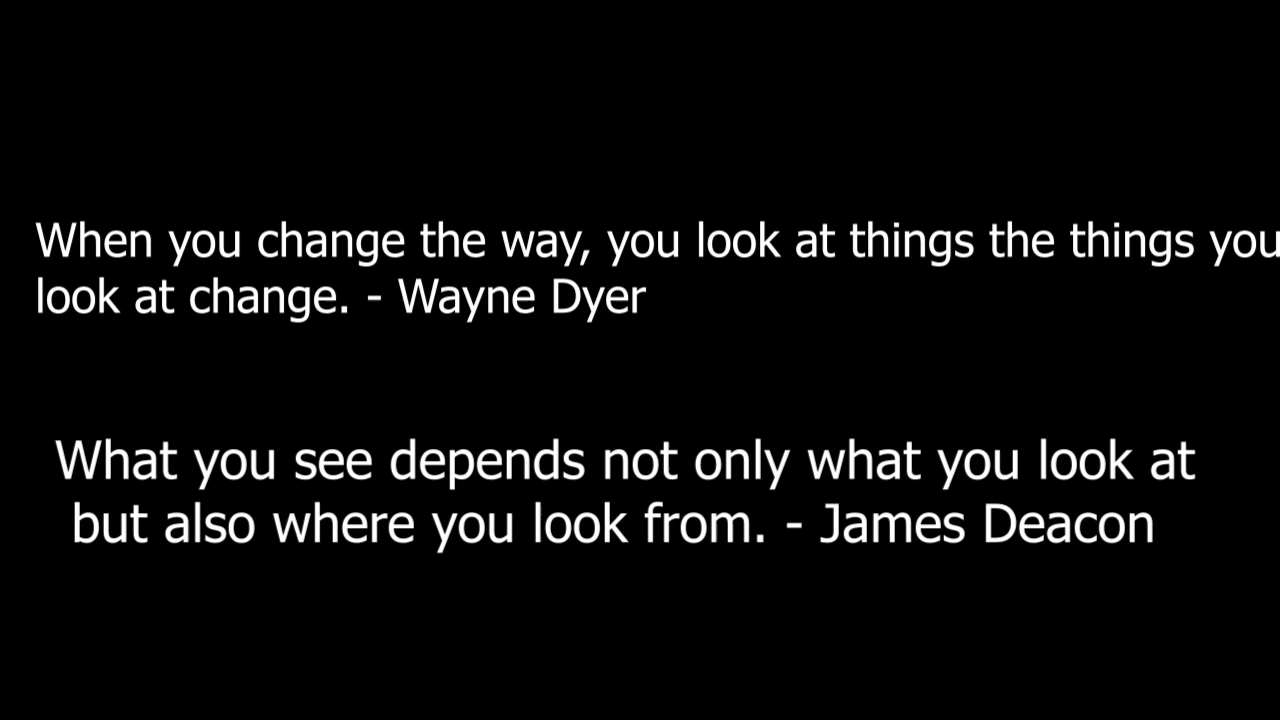 When you change the way, you look at things the things you
look at change. - Wayne Dyer
What you see depends not only what you look at
but also where you look from. - James Deacon